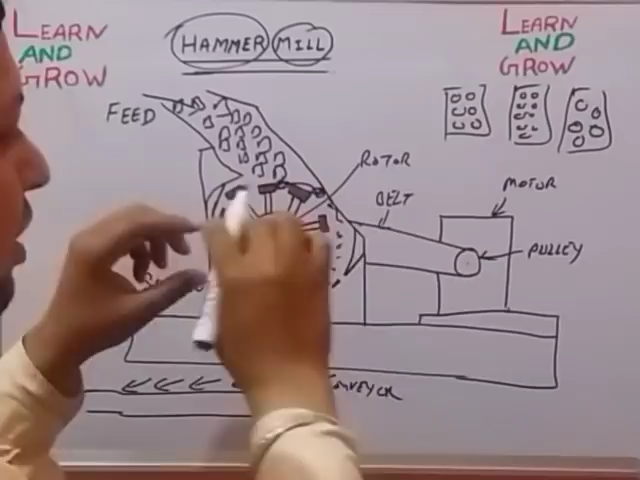 LEARN
AND
GROW
HAMMER MILL
LEARN
AND
GROW
FEED
ROTOR
BELT
MOTOR
PULLEY